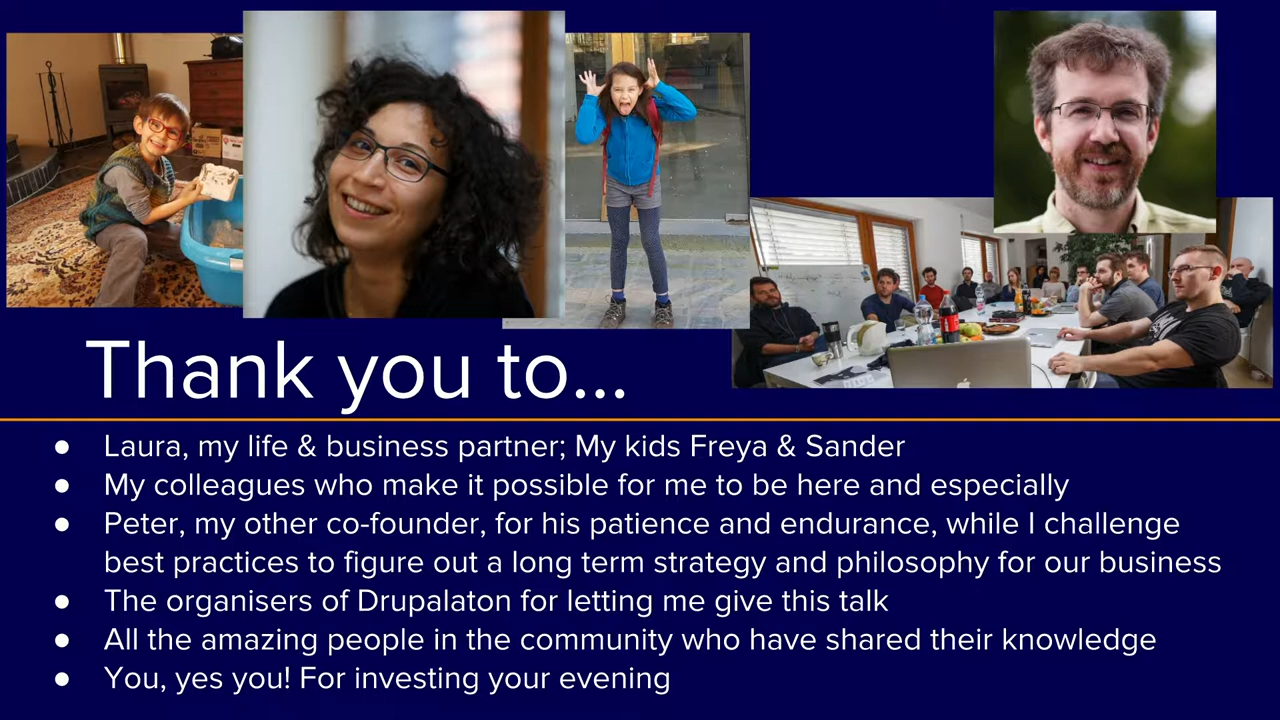 Thank you to...
● Laura, my life & business partner; My kids Freya & Sander
● My colleagues who make it possible for me to be here and especially
● Peter, my other co-founder, for his patience and endurance, while I challenge
best practices to figure out a long term strategy and philosophy for our business
● The organisers of Drupalaton for letting me give this talk
● All the amazing people in the community who have shared their knowledge
● You, yes you! For investing your evening